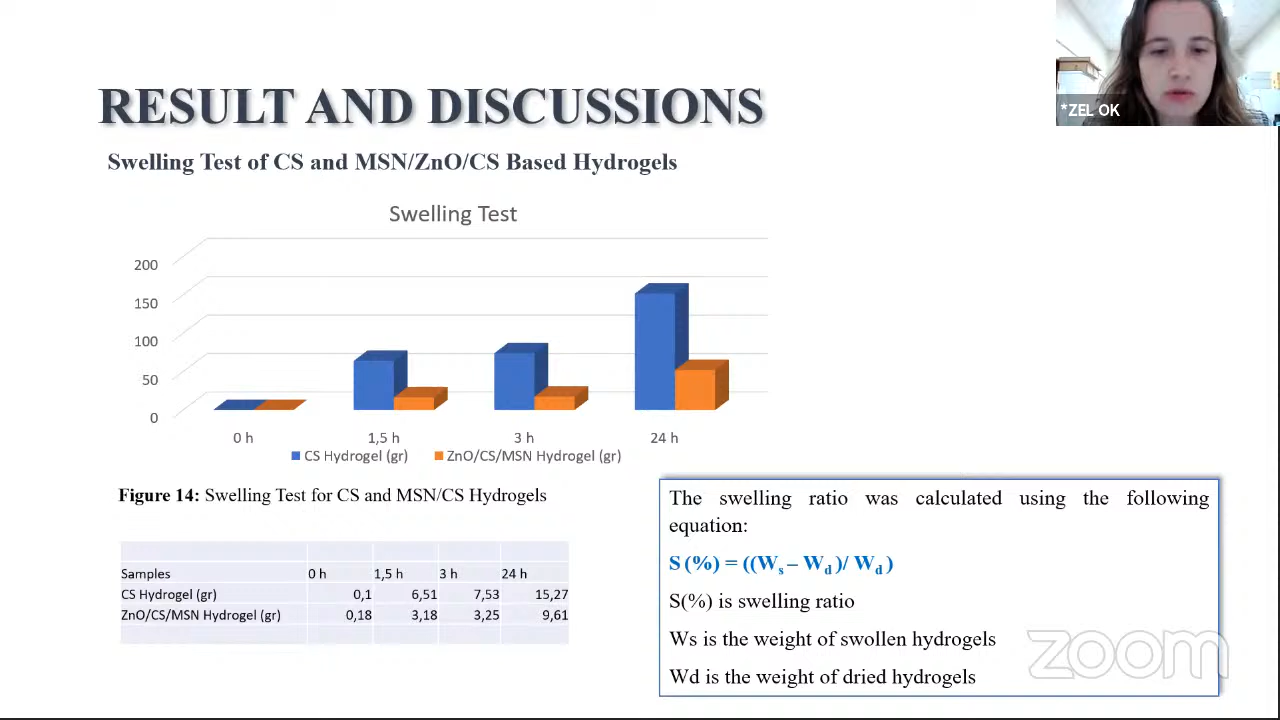 *ZEL OK
RESULT AND DISCUSSIONS
Swelling Test of CS and MSN/ZnO/CS Based Hydrogels
Swelling Test
200
150
100
50
0
0 h 1,5 h 3 h 24 h
CS Hydrogel (gr) ZnO/CS/MSN Hydrogel (gr)
Figure 14: Swelling Test for CS and MSN/CS Hydrogels
Samples 0 h 1,5 h 3 h 24 h
CS Hydrogel (gr) 0,1 6,51 7,53 15,27
ZnO/CS/MSN Hydrogel (gr) 0,18 3,18 3,25 9,61
The swelling ratio was calculated using the following
equation:
S (%) = ((Ws – Wd )/ Wd )
S(%) is swelling ratio
Ws is the weight of swollen hydrogels
Wd is the weight of dried hydrogels
zoom